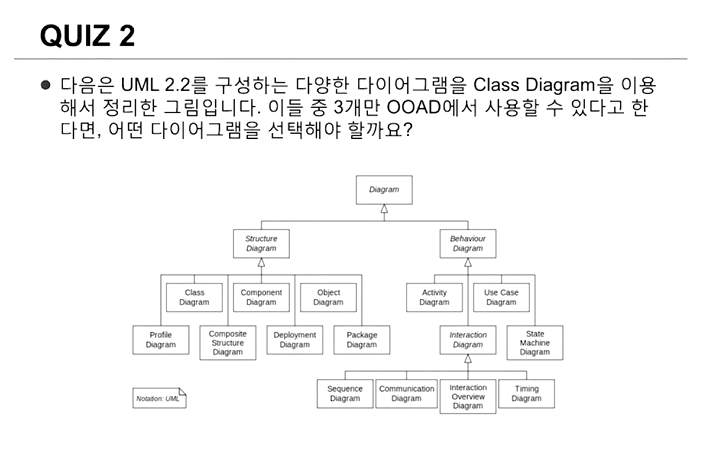 QUIZ 2
● 다음은 UML 2.2를 구성하는 다양한 다이어그램을 Class Diagram을 이용
해서 정리한 그림입니다. 이들 중 3개만 OOAD에서 사용할 수 있다고 한
다면, 어떤 다이어그램을 선택해야 할까요?
Diagram
Structure
Diagram
Behaviour
Diagram
Class
Diagram
Component
Diagram
Object
Diagram
Activity
Diagram
Use Case
Diagram
Profile
Diagram
Composite
Structure
Diagram
Deployment
Diagram
Package
Diagram
Interaction
Diagram
State
Machine
Diagram
Sequence
Diagram
Communication
Diagram
Interaction
Overview
Diagram
Timing
Diagram
Notation: UML